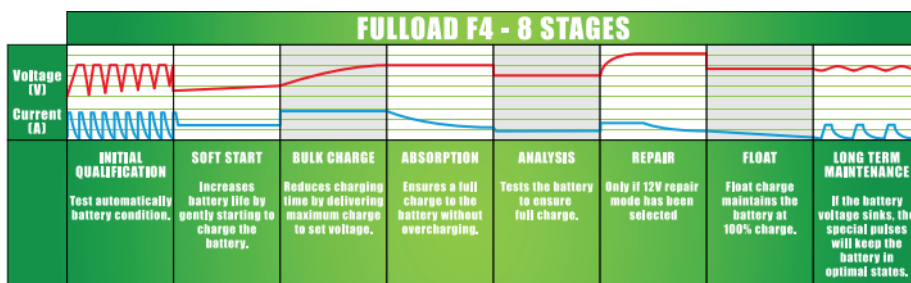 FULLOAD F4 - 8 STAGES
Voltage
(V)
Current
(A)
INITIAL
QUALIFICATION
Test automatically
battery condition.
SOFT START
Increases
battery life by
gently starting to
charge the
battery.
BULK CHARGE
Reduces charging
time by delivering
maximum charge
to set voltage.
ABSORPTION
Ensures a full
charge to the
battery without
overcharging.
ANALYSIS
Tests the battery
to ensure
full charge.
REPAIR
Only if 12V repair
mode has been
selected
FLOAT
Float charge
maintains the
battery at
100% charge.
LONG TERM
MAINTENANCE
If the battery
voltage sinks, the
special pulses
will keep the
battery in
optimal states.